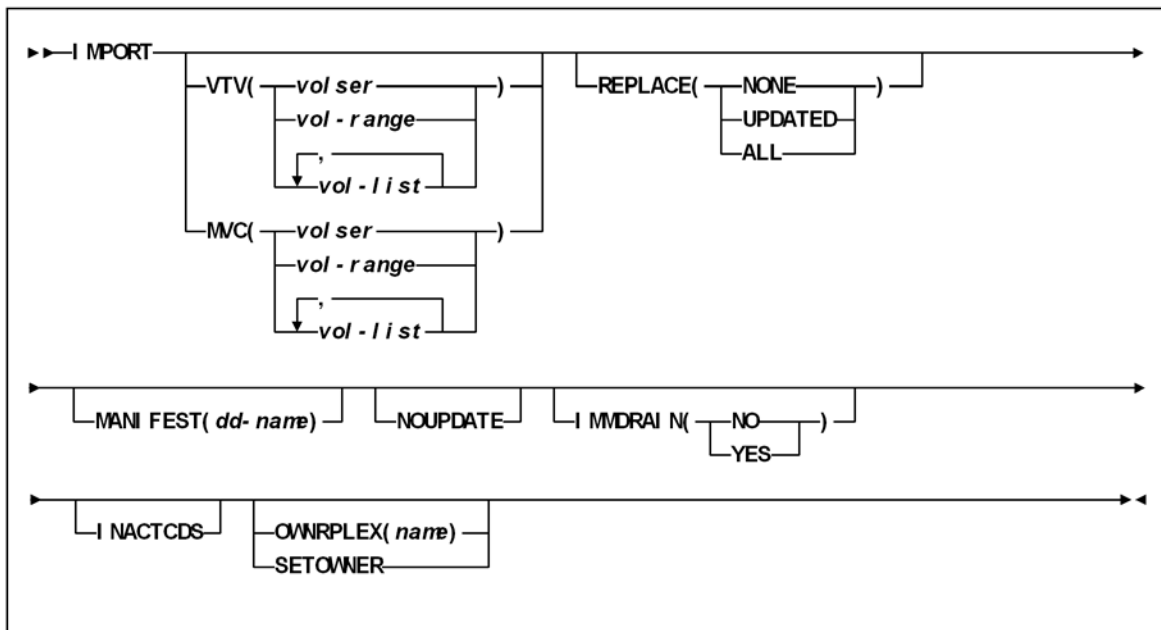 IMPORT
VTV( volser )
vol-range
,
vol-list
MVC( volser )
vol-range
,
vol-list
REPLACE( NONE )
UPDATED
ALL
MANIFEST(dd-name)
NOUPDATE
IMMDRAIN( NO )
YES
INACTCDS
OWNRPLEX(name)
SETOWNER